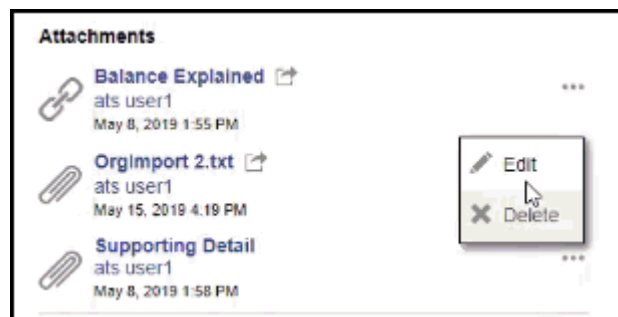 Attachments
Balance Explained
ats user1
May 8, 2019 1:55 PM
OrgImport 2.txt
ats user1
May 15, 2019 4.19 PM
Edit
Delete
Supporting Detail
ats user1
May 8, 2019 1:58 PM